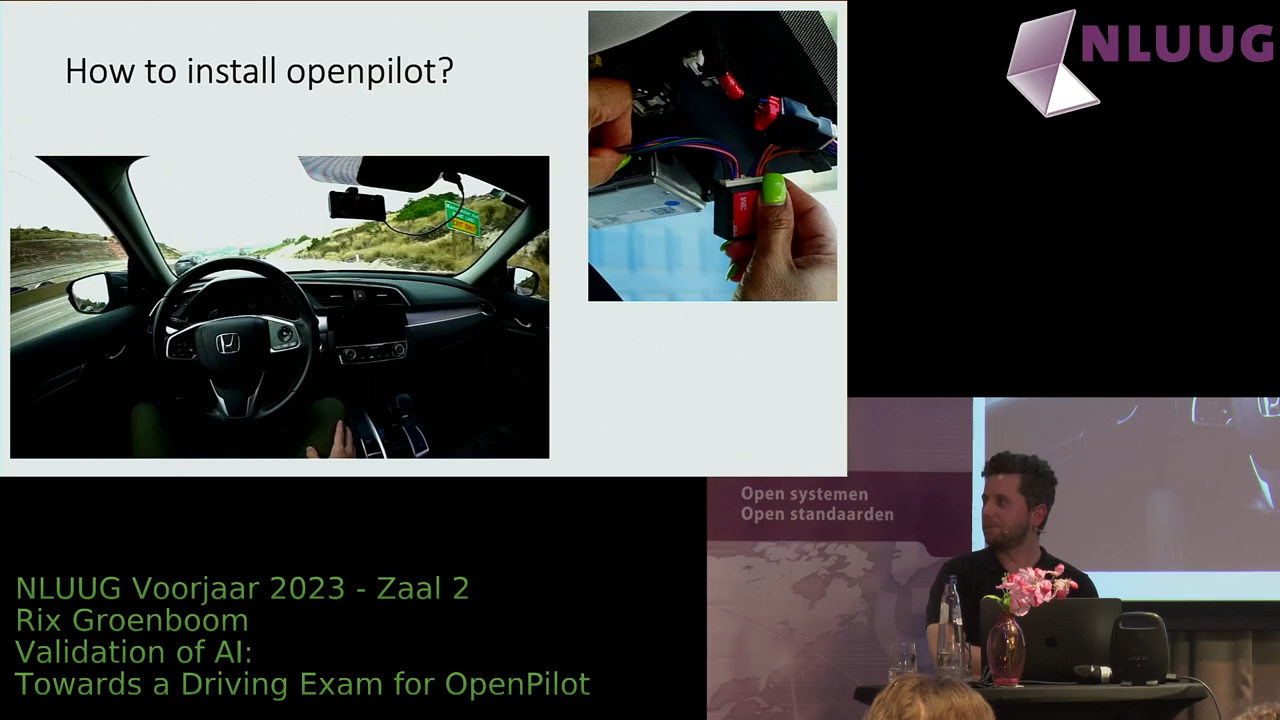 How to install openpilot?
NLUUG
Open systemen
Open standaarden
NLUUG Voorjaar 2023 - Zaal 2
Rix Groenboom
Validation of AI:
Towards a Driving Exam for OpenPilot